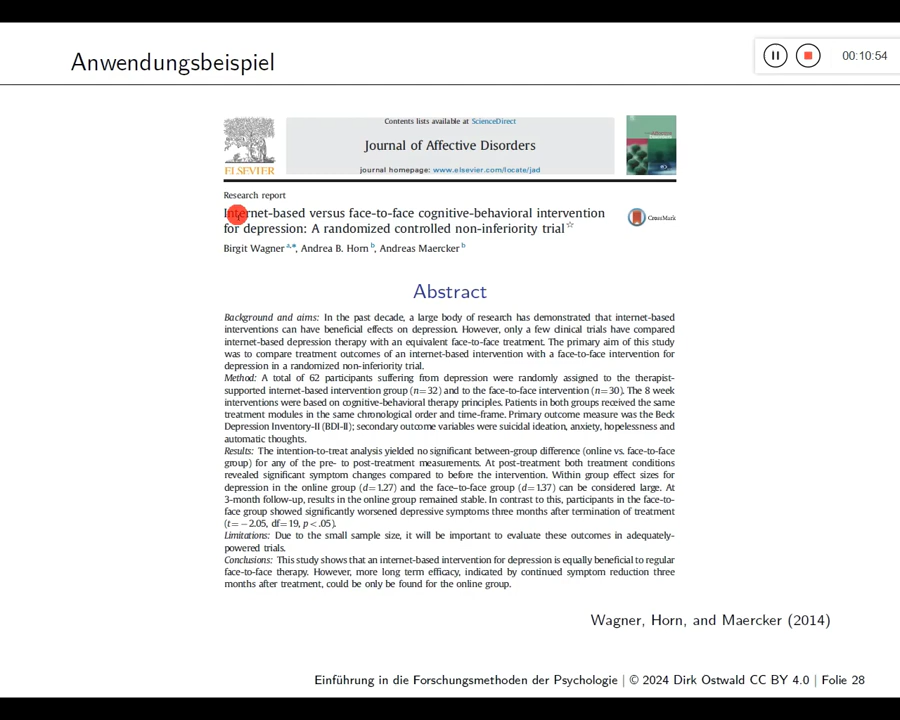 Anwendungsbeispiel
00:10:54
Contents lists available at ScienceDirect
Journal of Affective Disorders
journal homepage: www.elsevier.com/locate/jad
ELSEVIER
Research report
Internet-based versus face-to-face cognitive-behavioral intervention
for depression: A randomized controlled non-inferiority trial☆
CrossMark
Birgit Wagner a,*, Andrea B. Horn b, Andreas Maercker b
Abstract
Background and aims: In the past decade, a large body of research has demonstrated that internet-based
interventions can have beneficial effects on depression. However, only a few clinical trials have compared
internet-based depression therapy with an equivalent face-to-face treatment. The primary aim of this study
was to compare treatment outcomes of an internet-based intervention with a face-to-face intervention for
depression in a randomized non-inferiority trial.
Method: A total of 62 participants suffering from depression were randomly assigned to the therapist-
supported internet-based intervention group (n=32) and to the face-to-face intervention (n=30). The 8 week
interventions were based on cognitive-behavioral therapy principles. Patients in both groups received the same
treatment modules in the same chronological order and time-frame. Primary outcome measure was the Beck
Depression Inventory-II (BDI-II); secondary outcome variables were suicidal ideation, anxiety, hopelessness and
automatic thoughts.
Results: The intention-to-treat analysis yielded no significant between-group difference (online vs. face-to-face
group) for any of the pre- to post-treatment measurements. At post-treatment both treatment conditions
revealed significant symptom changes compared to before the intervention. Within group effect sizes for
depression in the online group (d=1.27) and the face-to-face group (d=1.37) can be considered large. At
3-month follow-up, results in the online group remained stable. In contrast to this, participants in the face-to-
face group showed significantly worsened depressive symptoms three months after termination of treatment
(t=−2.05, df=19, p<.05).
Limitations: Due to the small sample size, it will be important to evaluate these outcomes in adequately-
powered trials.
Conclusions: This study shows that an internet-based intervention for depression is equally beneficial to regular
face-to-face therapy. However, more long term efficacy, indicated by continued symptom reduction three
months after treatment, could be only be found for the online group.
Wagner, Horn, and Maercker (2014)
Einführung in die Forschungsmethoden der Psychologie | © 2024 Dirk Ostwald CC BY 4.0 | Folie 28